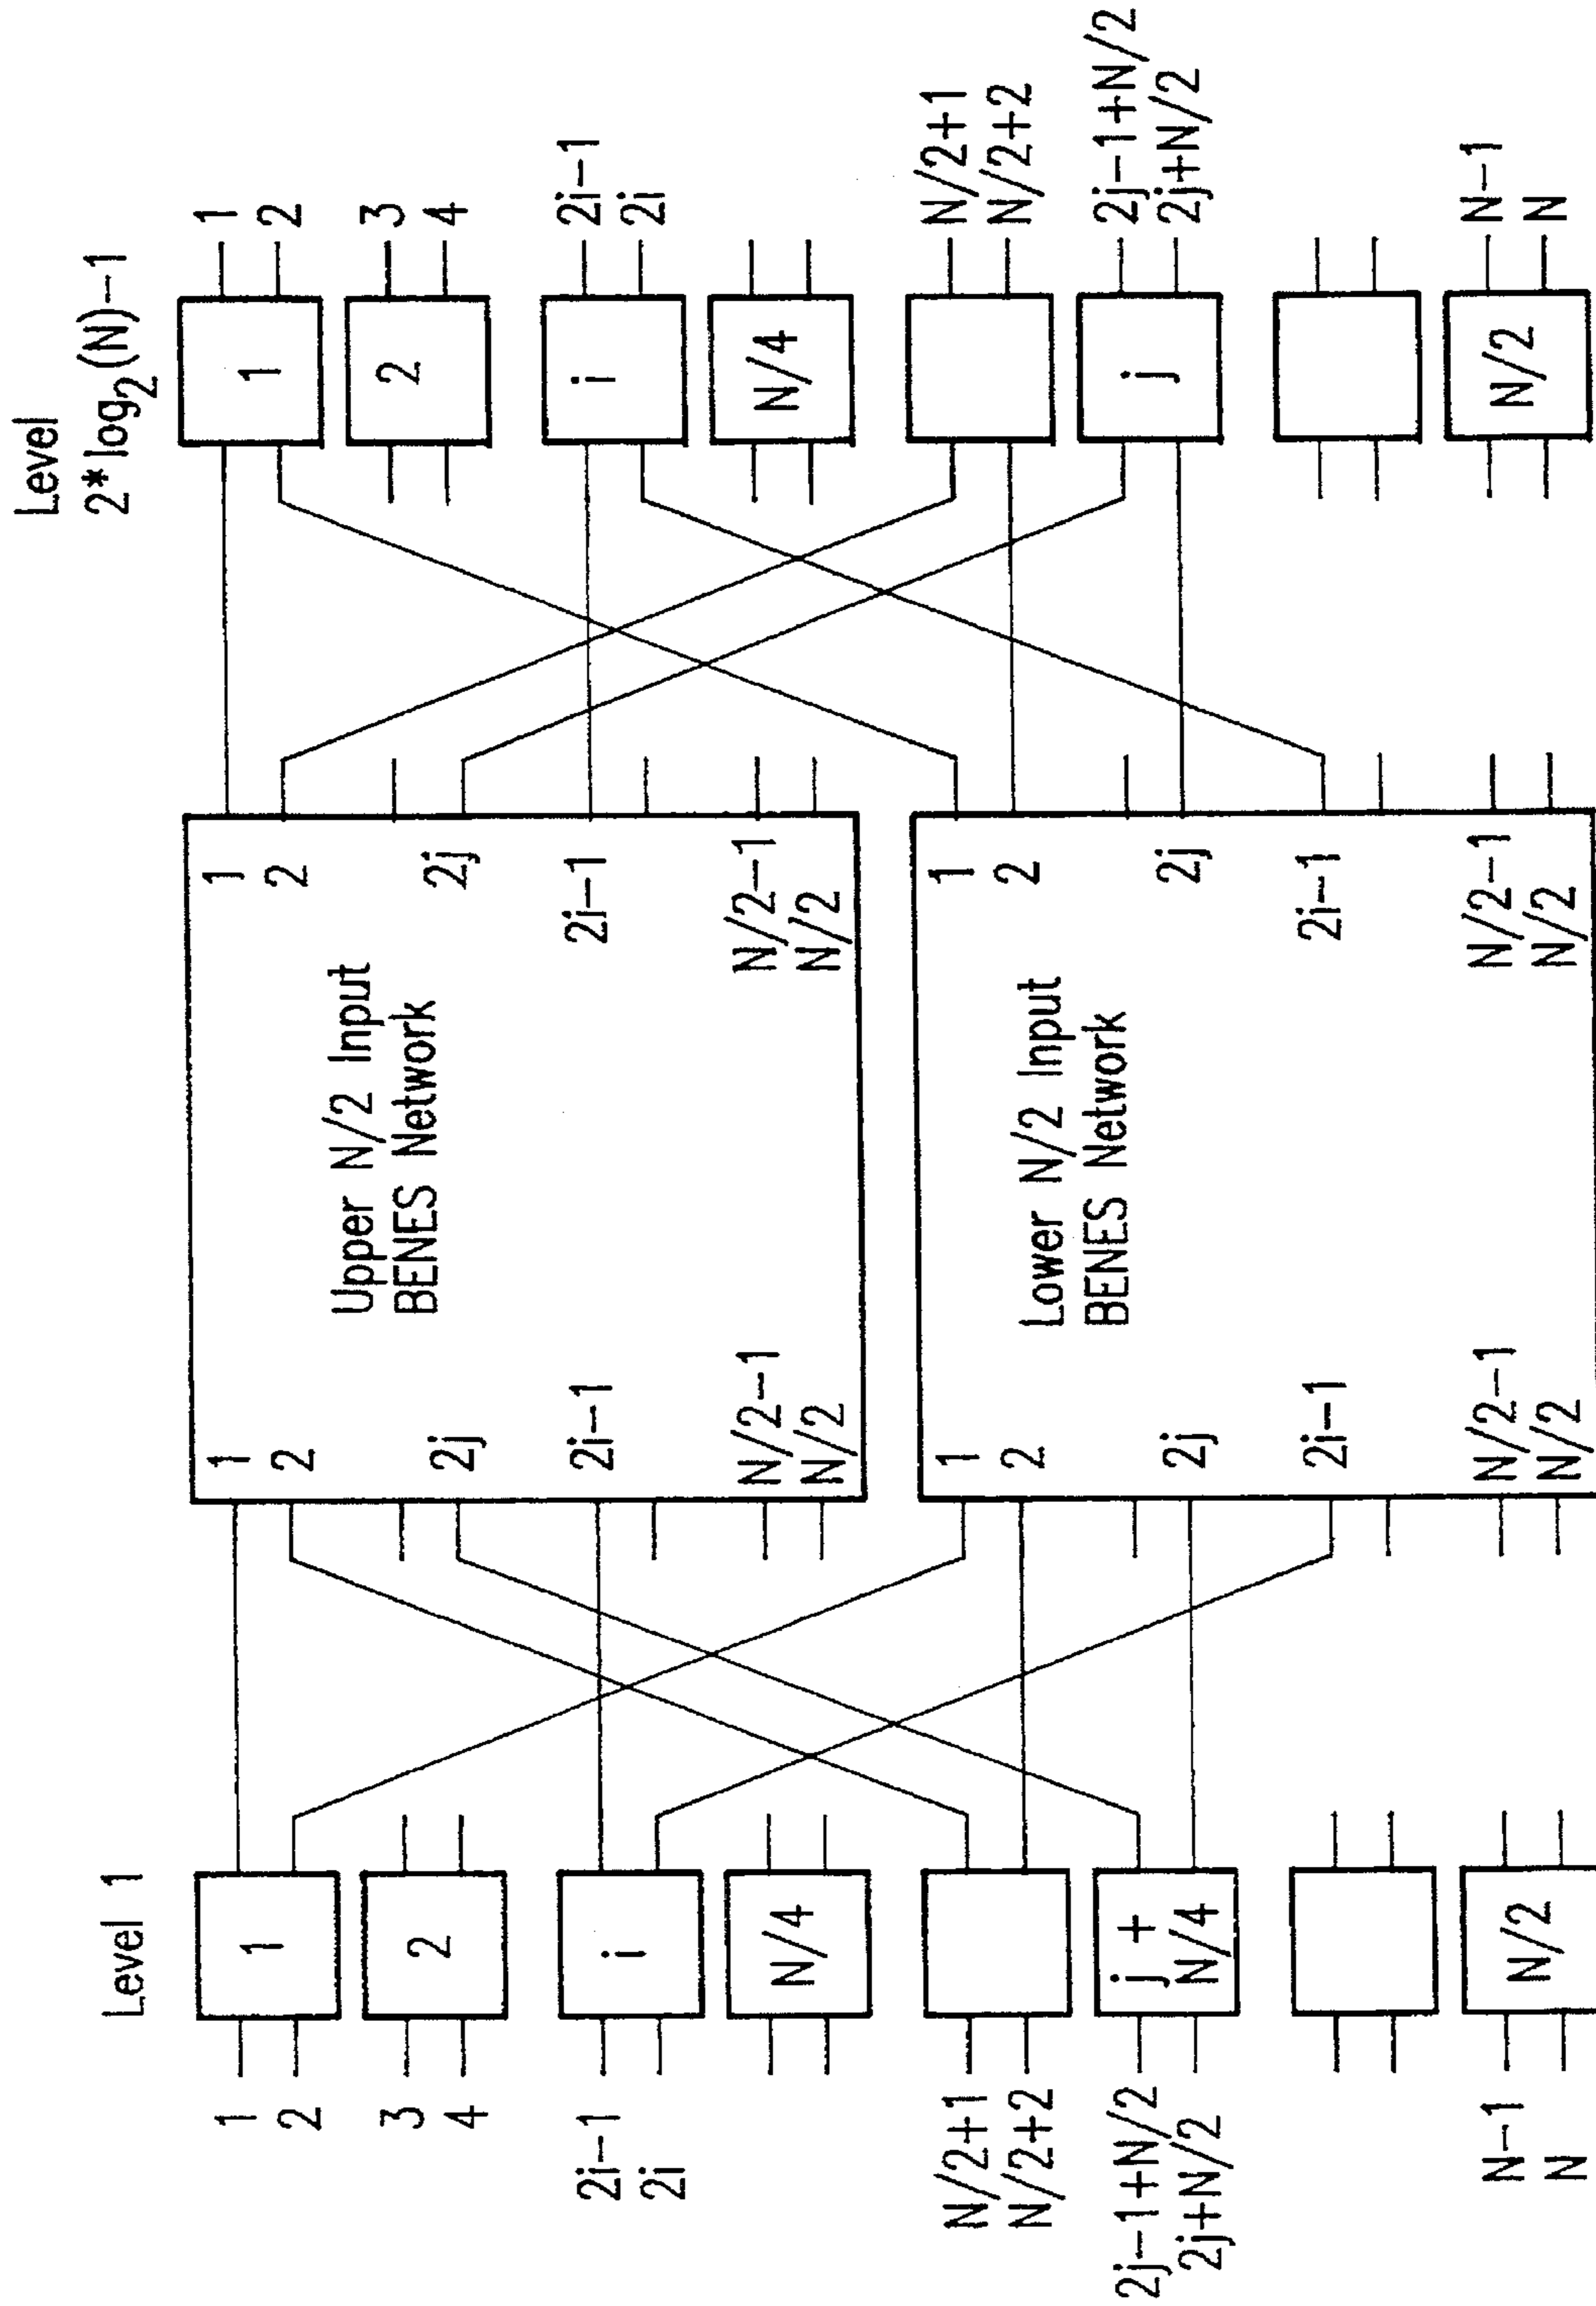 Level 1
1
2
3
4
2i-1
2i
N/2+1
N/2+2
2j-1+N/2
2j+N/2
N-1
N
1
2
i
N/4
j +
N/4
N/2
Upper N/2 Input
BENES Network
1
2
2j
2i-1
N/2-1
N/2
1
2
2j
2i-1
N/2-1
N/2
Lower N/2 Input
BENES Network
1
2
2j
2i-1
N/2-1
N/2
1
2
2j
2i-1
N/2-1
N/2
Level
2*log2(N)-1
1
2
i
N/4
j
N/2
1
2
3
4
2i-1
2i
N/2+1
N/2+2
2j-1+N/2
2j+N/2
N-1
N